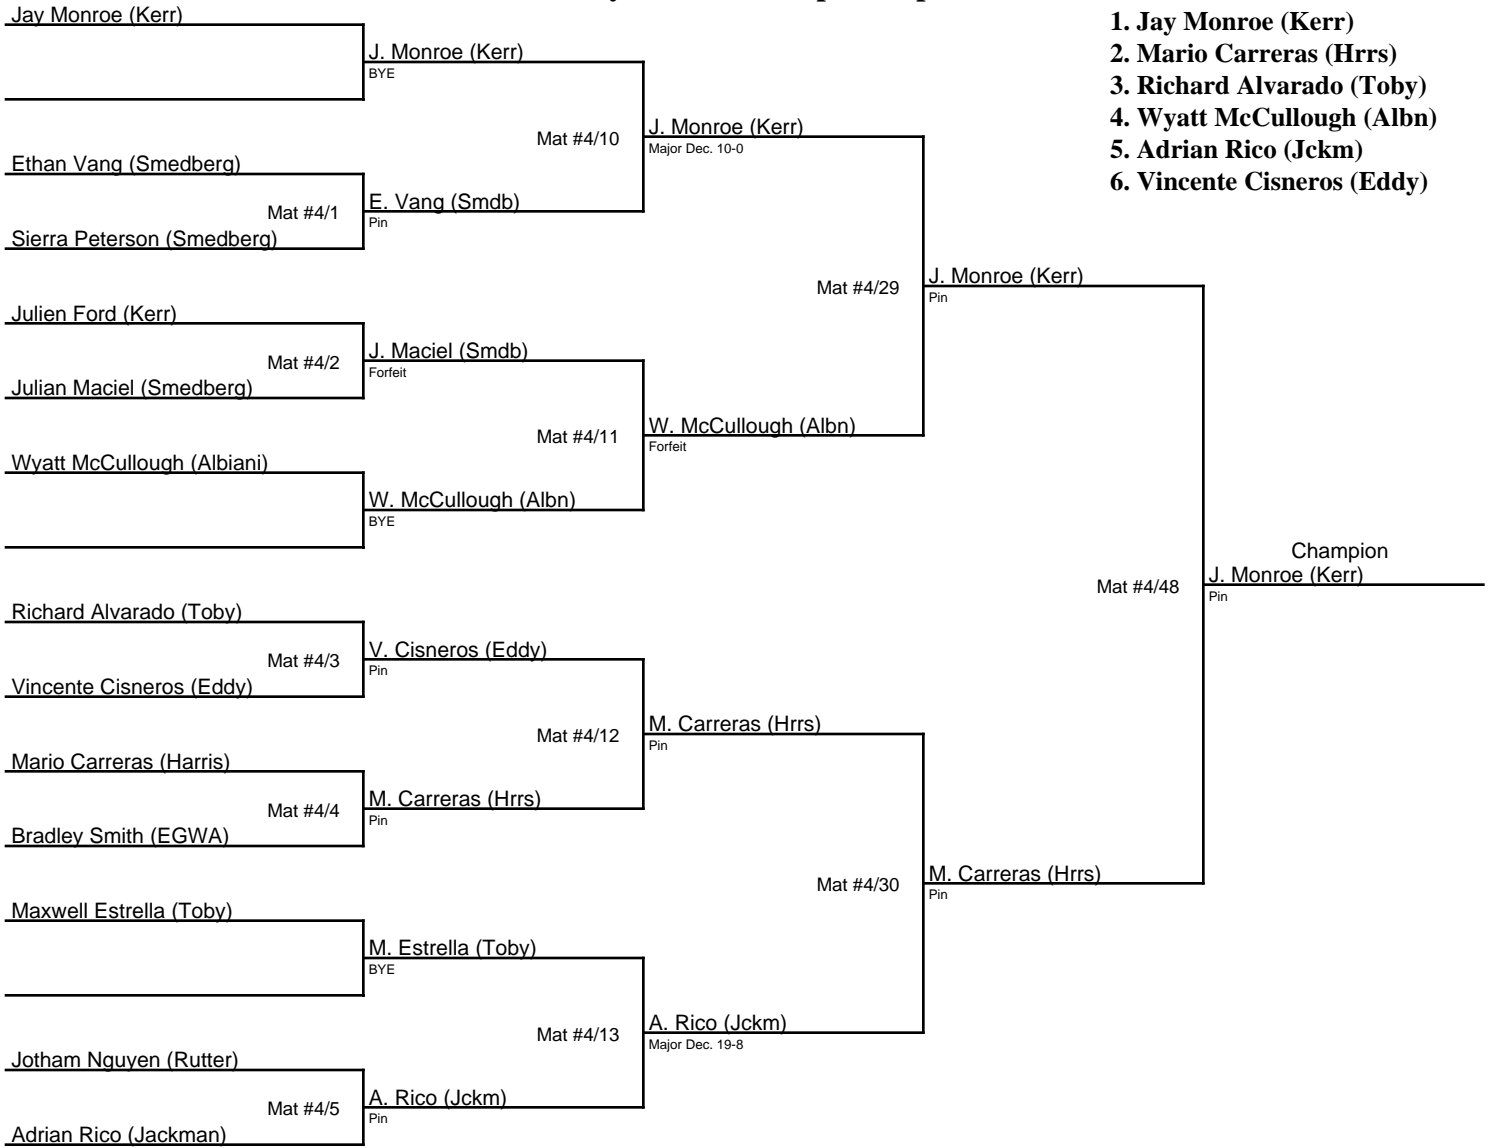 Jay Monroe (Kerr)
J. Monroe (Kerr)
BYE
Mat #4/10
J. Monroe (Kerr)
Major Dec. 10-0
Ethan Vang (Smedberg)
Mat #4/1
E. Vang (Smdb)
Pin
Sierra Peterson (Smedberg)
Mat #4/29
J. Monroe (Kerr)
Pin
Julien Ford (Kerr)
Mat #4/2
J. Maciel (Smdb)
Forfeit
Julian Maciel (Smedberg)
Mat #4/11
W. McCullough (Albn)
Forfeit
Wyatt McCullough (Albiani)
W. McCullough (Albn)
BYE
Champion
J. Monroe (Kerr)
Pin
Mat #4/48
Richard Alvarado (Toby)
Mat #4/3
V. Cisneros (Eddy)
Pin
Vincente Cisneros (Eddy)
Mat #4/12
M. Carreras (Hrrs)
Pin
Mario Carreras (Harris)
Mat #4/4
M. Carreras (Hrrs)
Pin
Bradley Smith (EGWA)
Mat #4/30
M. Carreras (Hrrs)
Pin
Maxwell Estrella (Toby)
M. Estrella (Toby)
BYE
Mat #4/13
A. Rico (Jckm)
Major Dec. 19-8
Jotham Nguyen (Rutter)
Mat #4/5
A. Rico (Jckm)
Pin
Adrian Rico (Jackman)
1. Jay Monroe (Kerr)
2. Mario Carreras (Hrrs)
3. Richard Alvarado (Toby)
4. Wyatt McCullough (Albn)
5. Adrian Rico (Jckm)
6. Vincente Cisneros (Eddy)